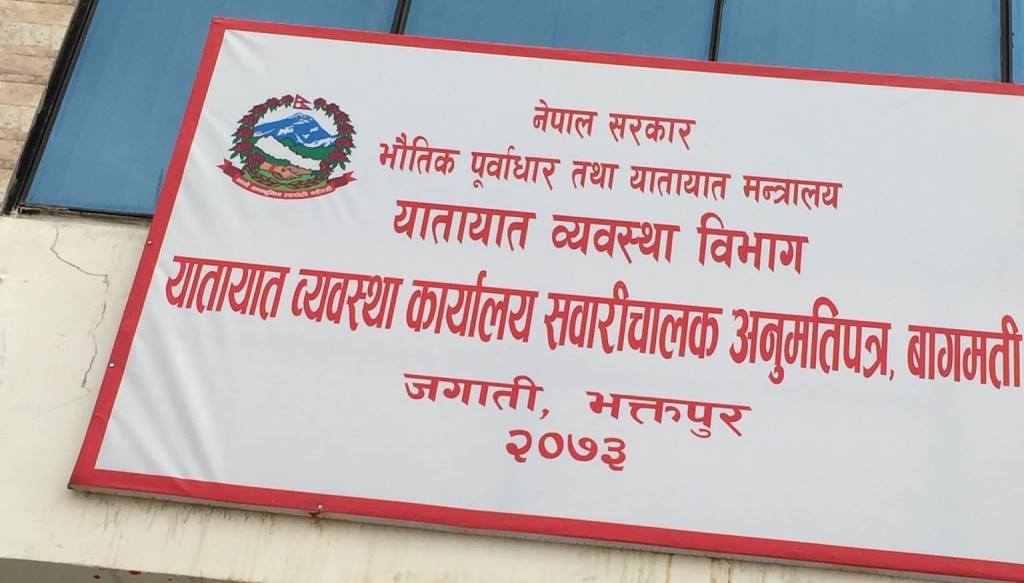 नेपाल सरकार
भौतिक पूर्वाधार तथा यातायात मन्त्रालय
यातायात व्यवस्था विभाग
यातायात व्यवस्था कार्यालय सवारीचालक अनुमतिपत्र, बागमती
जगाती, भक्तपुर
२०७३